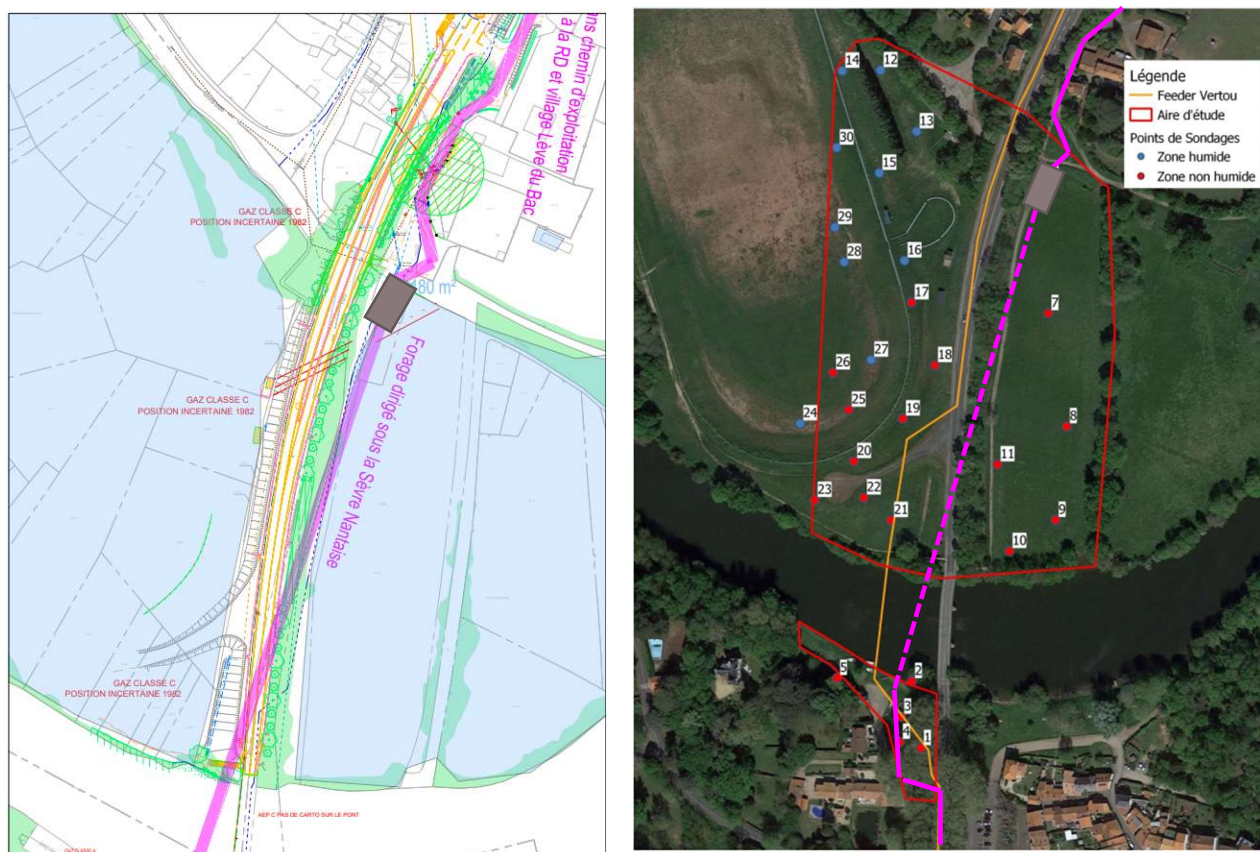 ans chemin d'exploitation
à la RD et village Lève du Bac
GAZ CLASSE C
POSITION INCERTAINE 1982
180 m²
Forage dirigé sous la Sèvre Nantaise
GAZ CLASSE C
POSITION INCERTAINE 1982
GAZ CLASSE C
POSITION INCERTAINE 1982
AEP C PAS DE CARTO SUR LE PONT
GAZ CLASSE C
Légende
Feeder Vertou
Aire d'étude
Points de Sondages
Zone humide
Zone non humide
14
12
13
30
15
29
28
16
17
7
27
26
18
25
24
19
8
20
11
23
22
21
9
10
5
2
3
4
1